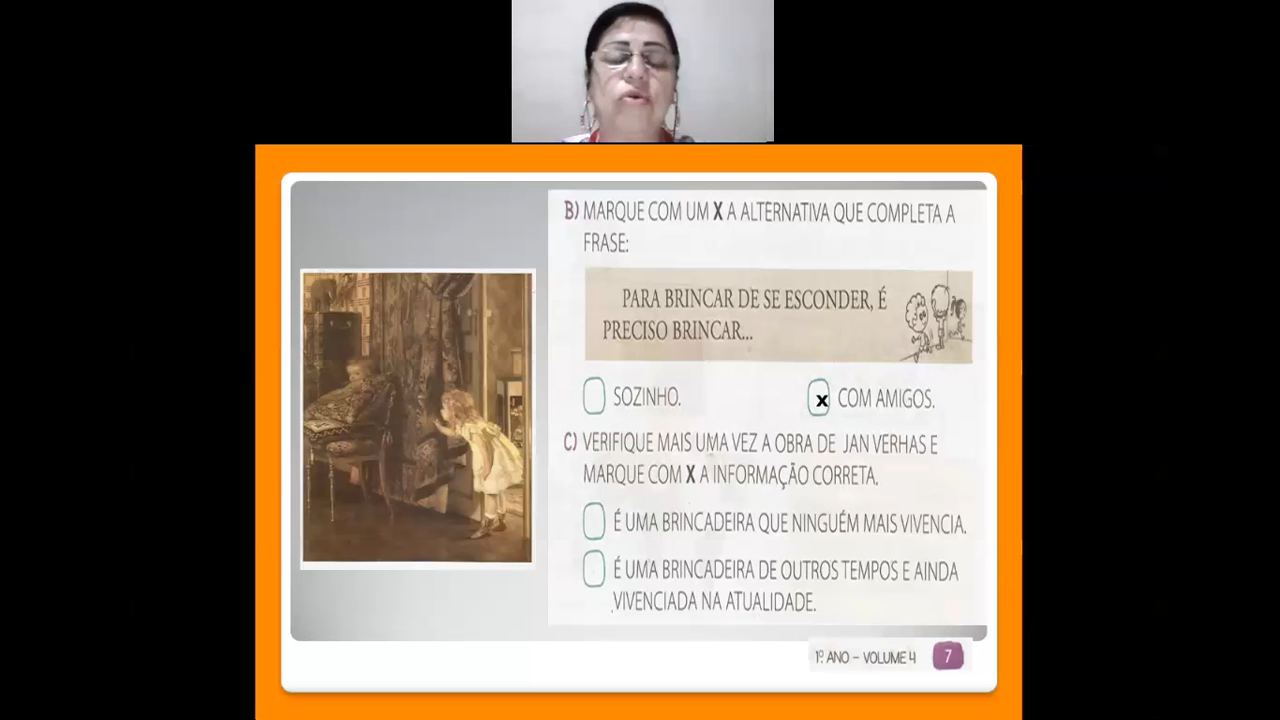 B) MARQUE COM UM X A ALTERNATIVA QUE COMPLETA A
FRASE:
PARA BRINCAR DE SE ESCONDER, É
PRECISO BRINCAR...
SOZINHO.
x COM AMIGOS.
C) VERIFIQUE MAIS UMA VEZ A OBRA DE JAN VERHAS E
MARQUE COM X A INFORMAÇÃO CORRETA.
É UMA BRINCADEIRA QUE NINGUÉM MAIS VIVENCIA.
É UMA BRINCADEIRA DE OUTROS TEMPOS E AINDA
VIVENCIADA NA ATUALIDADE.
1º. ANO – VOLUME 4 7